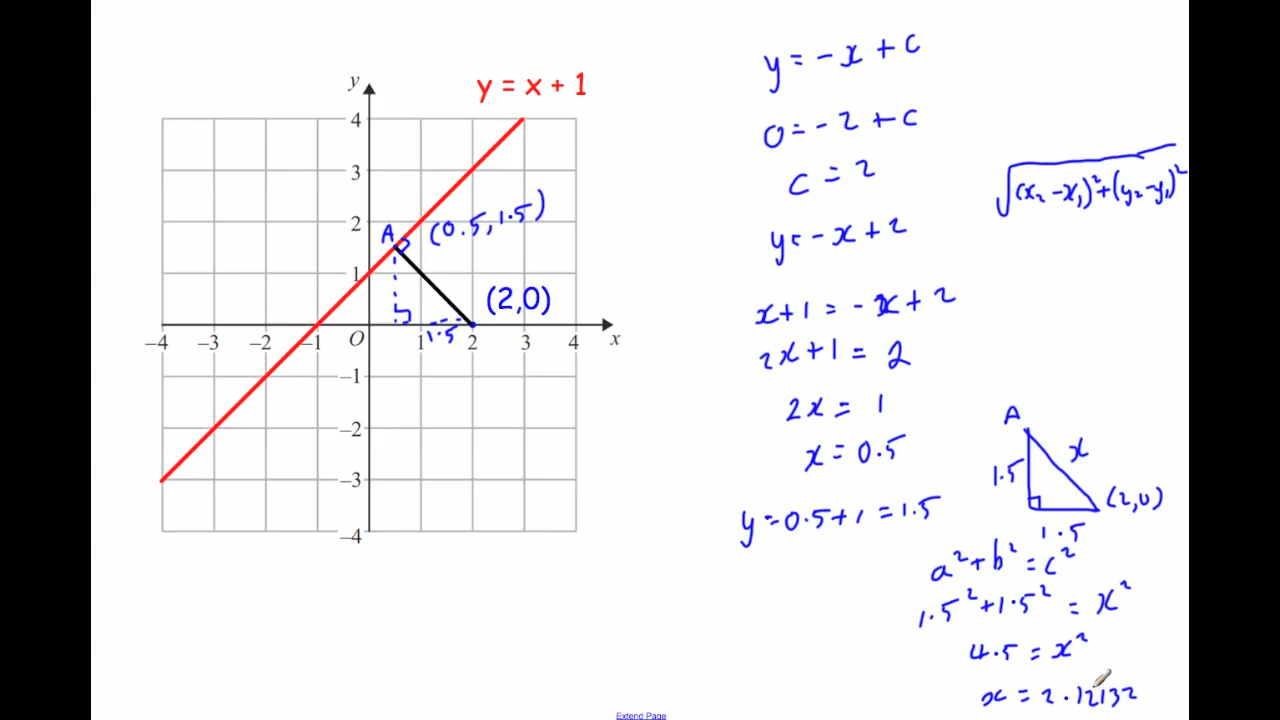 y = x + 1
y
4
3
2
1
A
(0.5, 1.5)
(2,0)
1.5
–4 –3 –2 –1 O 1 2 3 4 x
–1
–2
–3
–4
y = -x + c
0 = -2 + c
c = 2
y = -x + 2
x + 1 = -x + 2
2x + 1 = 2
2x = 1
x = 0.5
y = 0.5 + 1 = 1.5
√(x₂ - x₁)² + (y₂ - y₁)²
A
1.5
x
(2,0)
1.5
a² + b² = c²
1.5² + 1.5² = x²
4.5 = x²
x = 2.12132
Extend Page